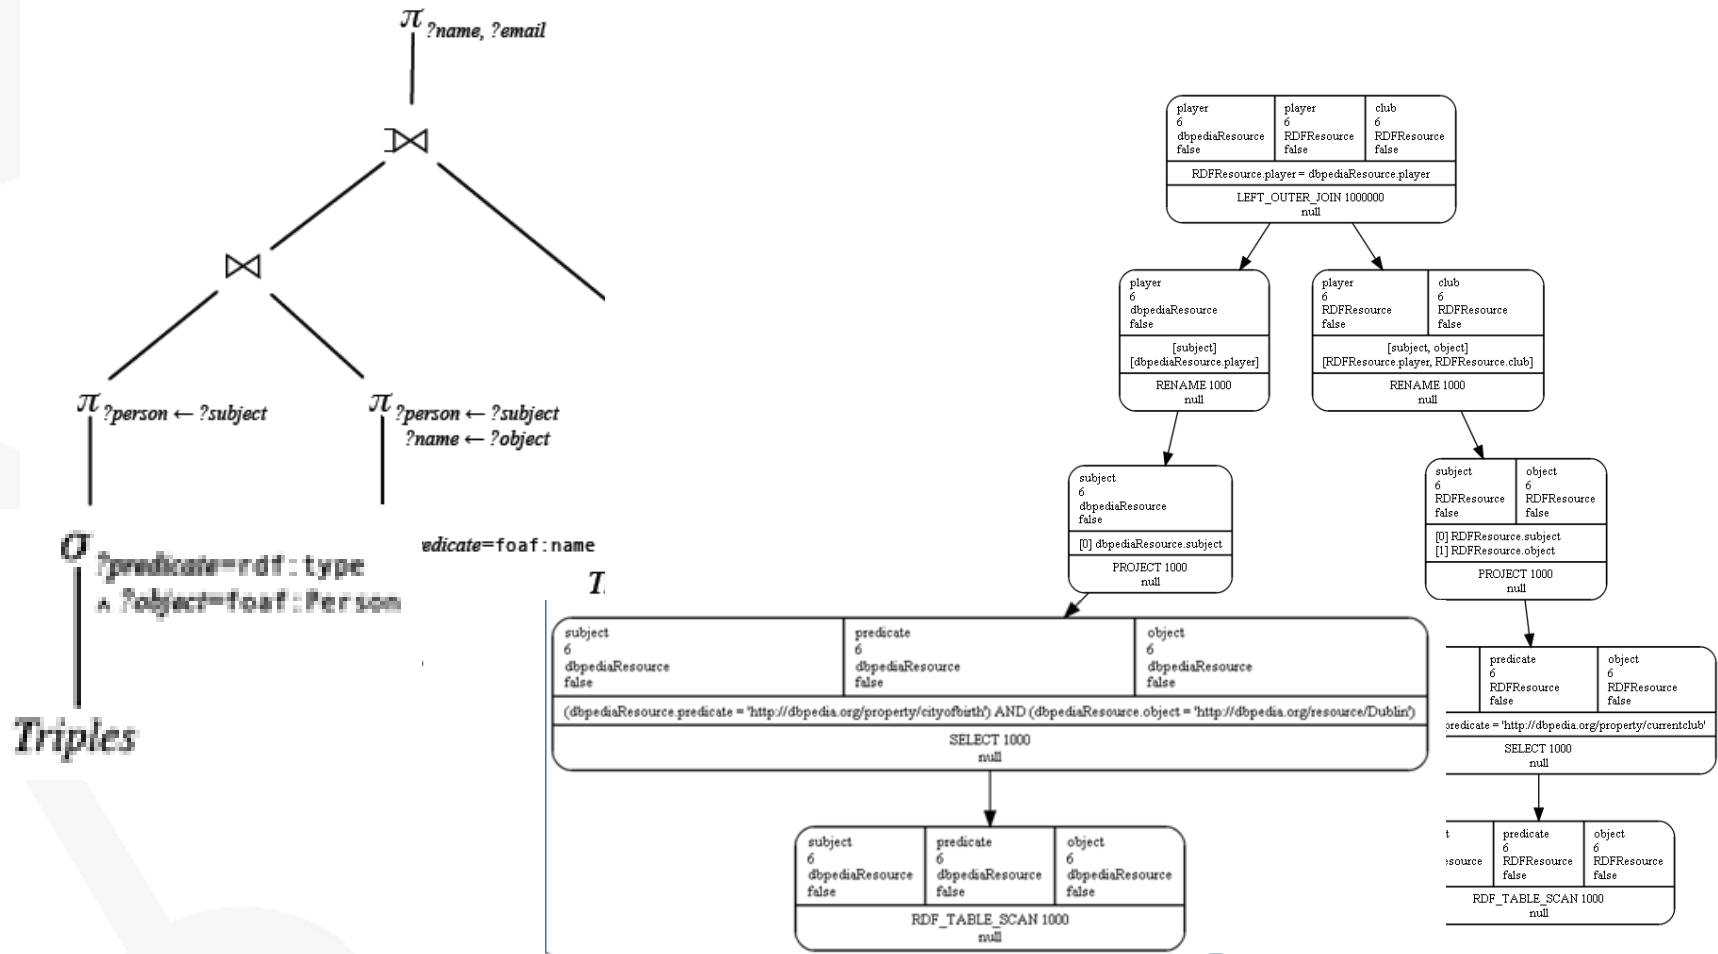 π ?name, ?email
⟕
⋈
π ?person ← ?subject
π ?person ← ?subject
?name ← ?object
σ ?predicate=rdf:type
∧ ?object=foaf:Person
Triples
edicate=foaf:name
T
player
6
dbpediaResource
false
player
6
RDFResource
false
club
6
RDFResource
false
RDFResource.player = dbpediaResource.player
LEFT_OUTER_JOIN 1000000
null
player
6
dbpediaResource
false
[subject]
[dbpediaResource.player]
RENAME 1000
null
player
6
RDFResource
false
club
6
RDFResource
false
[subject, object]
[RDFResource.player, RDFResource.club]
RENAME 1000
null
subject
6
dbpediaResource
false
[0] dbpediaResource.subject
PROJECT 1000
null
subject
6
RDFResource
false
object
6
RDFResource
false
[0] RDFResource.subject
[1] RDFResource.object
PROJECT 1000
null
subject
6
dbpediaResource
false
predicate
6
dbpediaResource
false
object
6
dbpediaResource
false
(dbpediaResource.predicate = 'http://dbpedia.org/property/cityofbirth') AND (dbpediaResource.object = 'http://dbpedia.org/resource/Dublin')
SELECT 1000
null
predicate
6
RDFResource
false
object
6
RDFResource
false
predicate = 'http://dbpedia.org/property/currentclub'
SELECT 1000
null
subject
6
dbpediaResource
false
predicate
6
dbpediaResource
false
object
6
dbpediaResource
false
RDF_TABLE_SCAN 1000
null
t
esource
predicate
6
RDFResource
false
object
6
RDFResource
false
RDF_TABLE_SCAN 1000
null